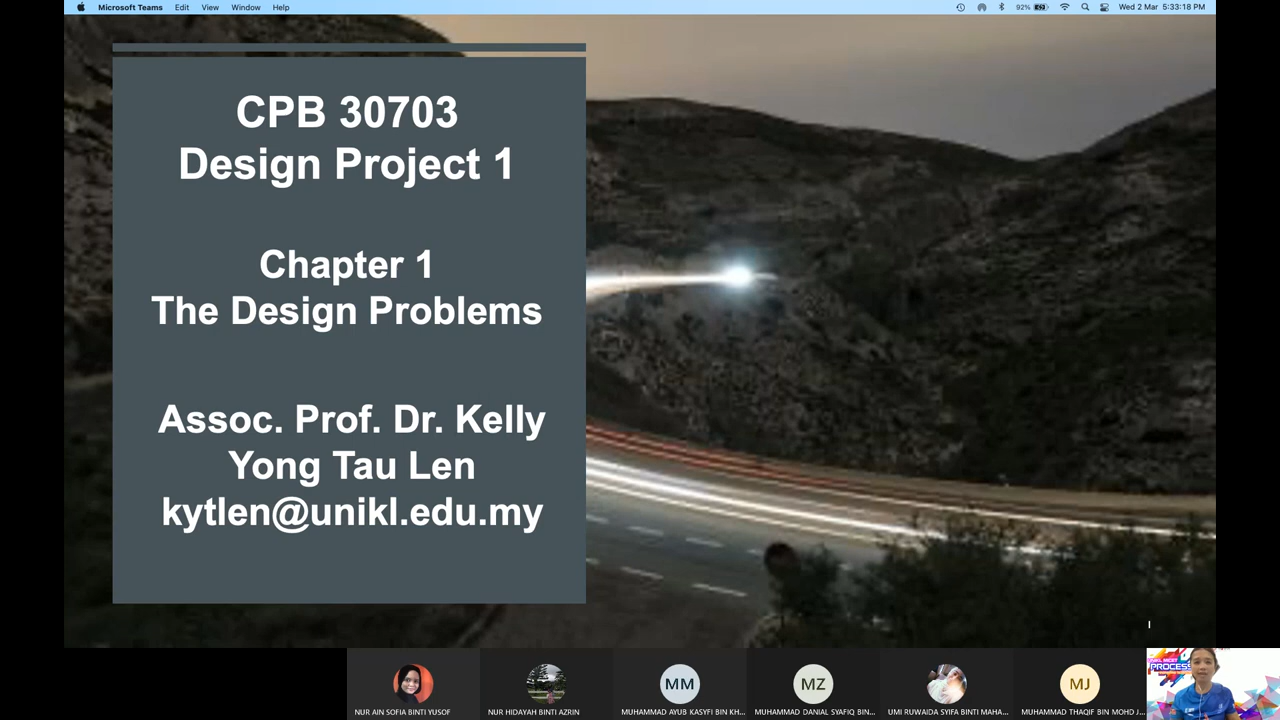 Microsoft Teams Edit View Window Help 92% Wed 2 Mar 5:33:18 PM
CPB 30703
Design Project 1
Chapter 1
The Design Problems
Assoc. Prof. Dr. Kelly
Yong Tau Len
kytlen@unikl.edu.my
MM MZ MJ
PROCESS
NUR AIN SOFIA BINTI YUSOF NUR HIDAYAH BINTI AZRIN MUHAMMAD AYUB KASYFI BIN KH... MUHAMMAD DANIAL SYAFIQ BIN... UMI RUWAIDA SYIFA BINTI MAHA... MUHAMMAD THAQIF BIN MOHD J...